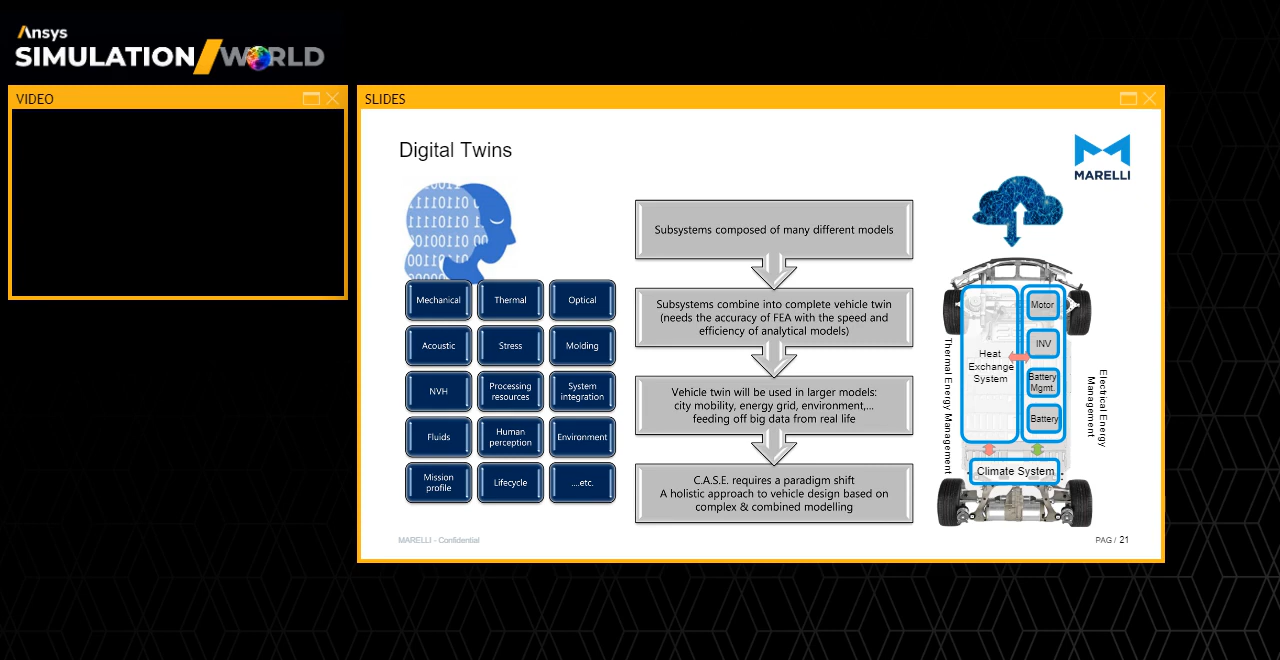 Ansys
SIMULATION/WORLD
VIDEO
SLIDES
Digital Twins
MARELLI
Mechanical
Thermal
Optical
Acoustic
Stress
Molding
NVH
Processing
resources
System
integration
Fluids
Human
perception
Environment
Mission
profile
Lifecycle
....etc.
Subsystems composed of many different models
Subsystems combine into complete vehicle twin
(needs the accuracy of FEA with the speed and
efficiency of analytical models)
Vehicle twin will be used in larger models:
city mobility, energy grid, environment,...
feeding off big data from real life
C.A.S.E. requires a paradigm shift
A holistic approach to vehicle design based on
complex & combined modelling
Thermal Energy Management
Heat
Exchange
System
Motor
INV
Battery
Mgmt.
Battery
Climate System
Electrical Energy
Management
MARELLI - Confidential
PAG / 21